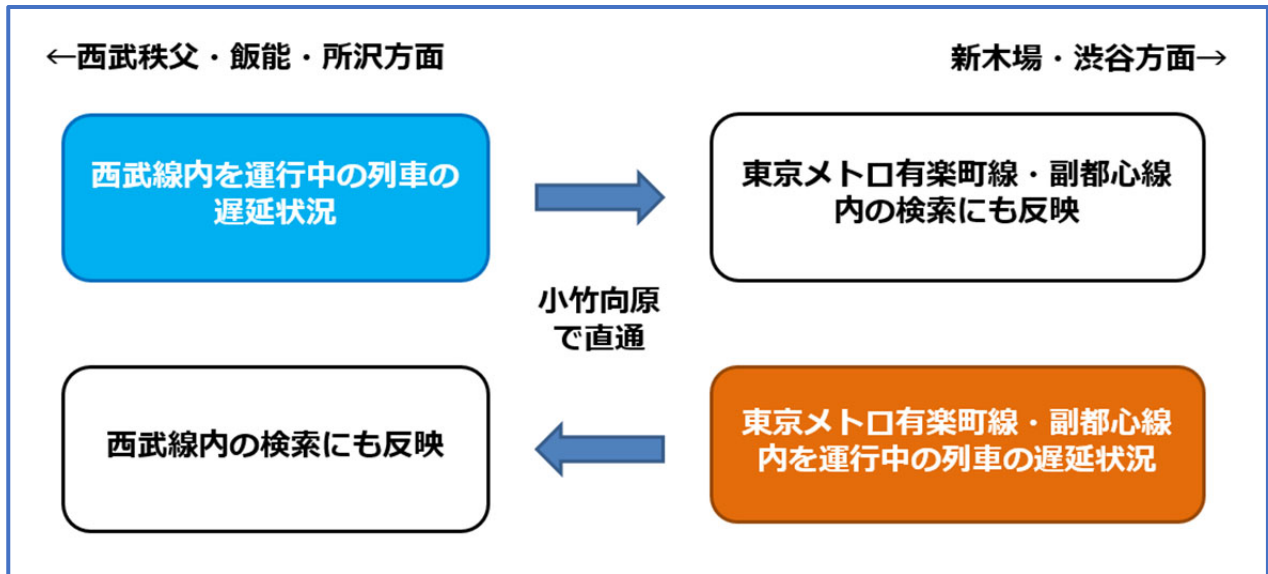 ←西武秩父・飯能・所沢方面
新木場・渋谷方面→
西武線内を運行中の列車の
遅延状況
東京メトロ有楽町線・副都心線
内の検索にも反映
小竹向原
で直通
西武線内の検索にも反映
東京メトロ有楽町線・副都心線
内を運行中の列車の遅延状況